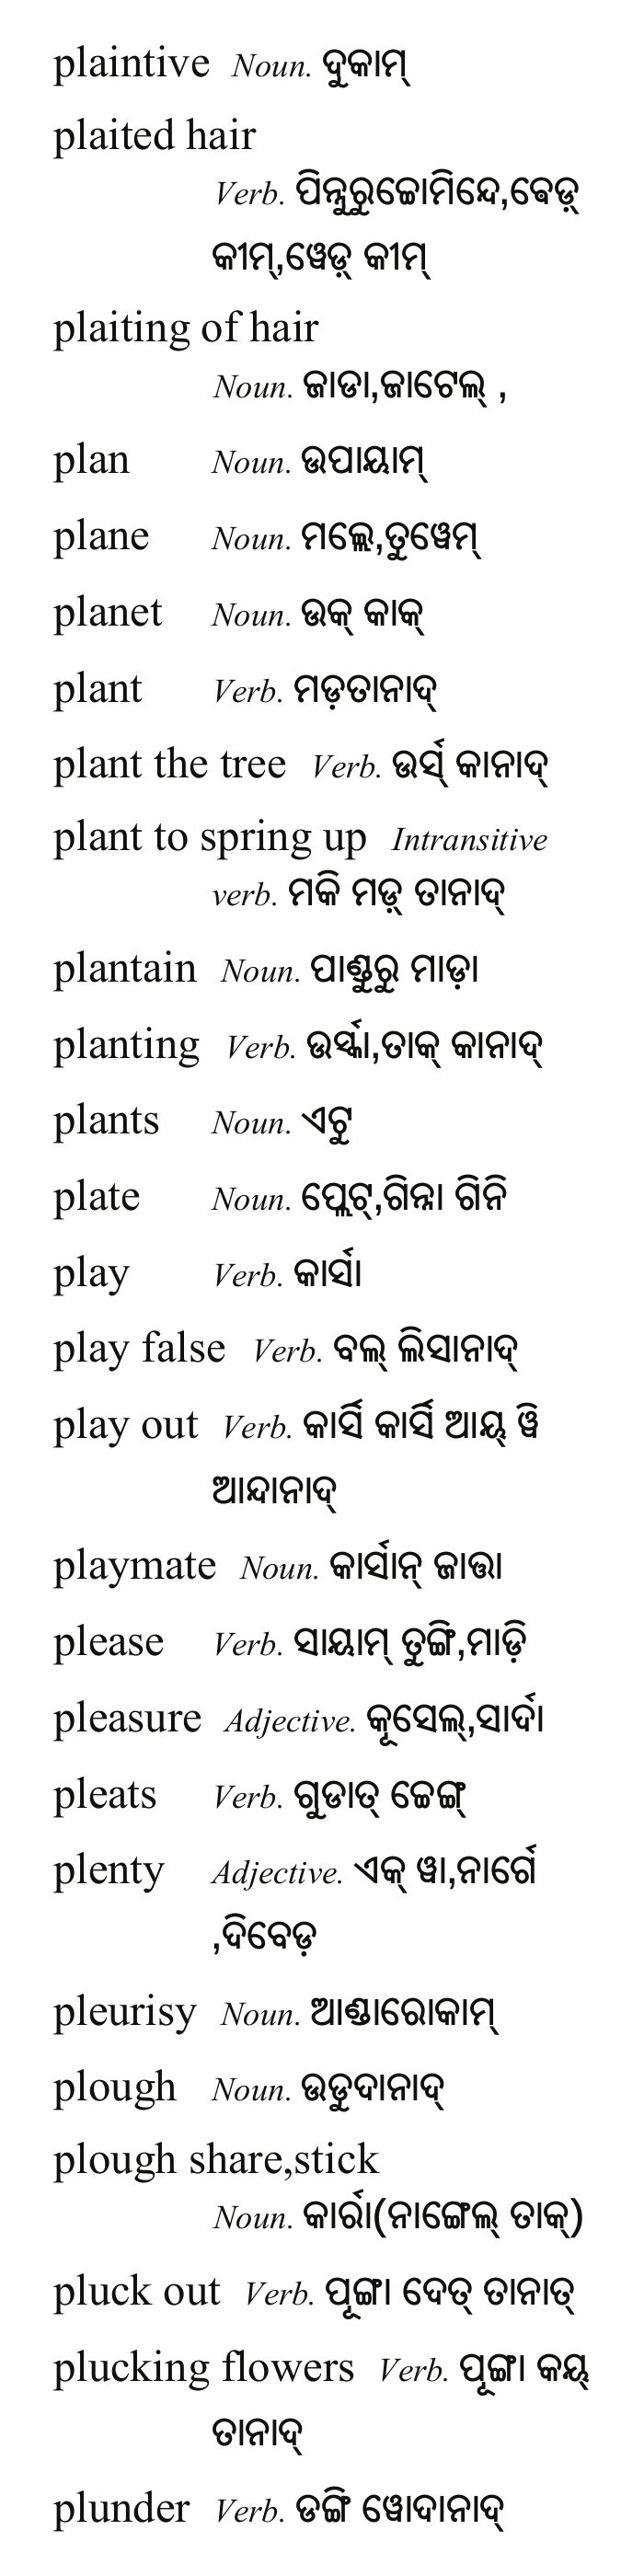 plaintive Noun. ଦୁକାମ୍
plaited hair
Verb. ପିନ୍ନୁରୁଚ୍ଚୋମିନ୍ଦେ,ଵେଡ଼୍
କୀମ୍,ୱେଡ଼୍ କୀମ୍
plaiting of hair
Noun. ଜାଡା,ଜାଟେଲ୍ ,
plan Noun. ଉପାୟାମ୍
plane Noun. ମଲ୍ଲେ,ତୁୱେମ୍
planet Noun. ଉକ୍ କାକ୍
plant Verb. ମଡ଼ତାନାଦ୍
plant the tree Verb. ଉର୍ସ୍ କାନାଦ୍
plant to spring up Intransitive
verb. ମକି ମଡ଼୍ ତାନାଦ୍
plantain Noun. ପାଣ୍ଡୁରୁ ମାଡ଼ା
planting Verb. ଉର୍ସ୍କା,ତାକ୍ କାନାଦ୍
plants Noun. ଏଟୁ
plate Noun. ପ୍ଲେଟ୍,ଗିନ୍ନା ଗିନି
play Verb. କାର୍ସା
play false Verb. ବଲ୍ ଲିସାନାଦ୍
play out Verb. କାର୍ସି କାର୍ସି ଆୟ୍ ୱି
ଆନ୍ଦାନାଦ୍
playmate Noun. କାର୍ସାନ୍ ଜାତ୍ତା
please Verb. ସାୟାମ୍ ତୁଙ୍ଗି,ମାଡ଼ି
pleasure Adjective. କୂସେଲ୍,ସାର୍ଦା
pleats Verb. ଗୁଡାତ୍ ଚ୍ଚେଙ୍ଗ୍
plenty Adjective. ଏକ୍ ୱା,ନାର୍ଗେ
,ଦିବେଡ଼
pleurisy Noun. ଆଣ୍ଡାରୋକାମ୍
plough Noun. ଉଡୁଦାନାଦ୍
plough share,stick
Noun. କାର୍ରା(ନାଙ୍ଗେଲ୍ ତାକ୍)
pluck out Verb. ପୂଙ୍ଗା ଦେତ୍ ତାନାତ୍
plucking flowers Verb. ପୂଙ୍ଗା କୟ୍
ତାନାଦ୍
plunder Verb. ଡଙ୍ଗି ୱୋଦାନାଦ୍